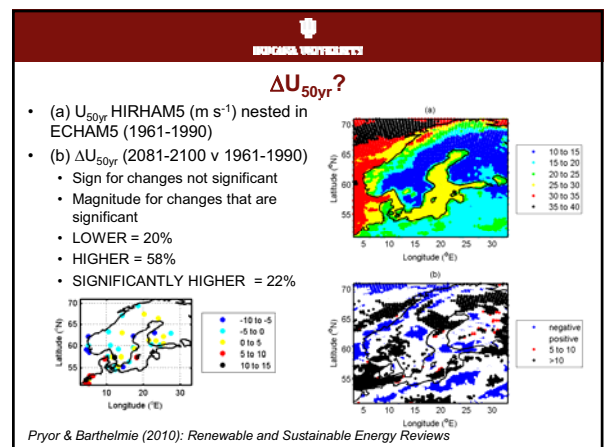 INDIANA UNIVERSITY
ΔU50yr?
• (a) U50yr HIRHAM5 (m s-1) nested in
ECHAM5 (1961-1990)
• (b) ΔU50yr (2081-2100 v 1961-1990)
• Sign for changes not significant
• Magnitude for changes that are
significant
• LOWER = 20%
• HIGHER = 58%
• SIGNIFICANTLY HIGHER = 22%
70
65
60
55
Latitude (°N)
5 10 15 20 25 30
Longitude (°E)
-10 to -5
-5 to 0
0 to 5
5 to 10
10 to 15
(a)
70
65
60
55
Latitude (°N)
5 10 15 20 25 30
Longitude (°E)
10 to 15
15 to 20
20 to 25
25 to 30
30 to 35
35 to 40
(b)
70
65
60
55
Latitude (°N)
5 10 15 20 25 30
Longitude (°E)
negative
positive
5 to 10
>10
Pryor & Barthelmie (2010): Renewable and Sustainable Energy Reviews